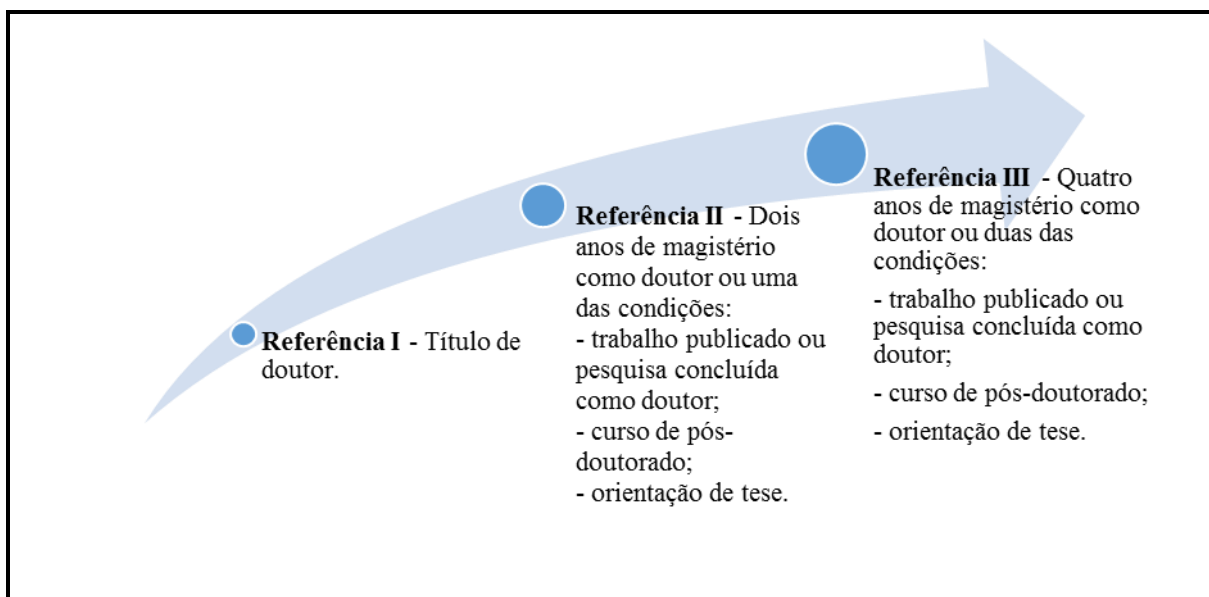 Referência I - Título de
doutor.
Referência II - Dois
anos de magistério
como doutor ou uma
das condições:
- trabalho publicado ou
pesquisa concluída
como doutor;
- curso de pós-
doutorado;
- orientação de tese.
Referência III - Quatro
anos de magistério como
doutor ou duas das
condições:
- trabalho publicado ou
pesquisa concluída como
doutor;
- curso de pós-doutorado;
- orientação de tese.